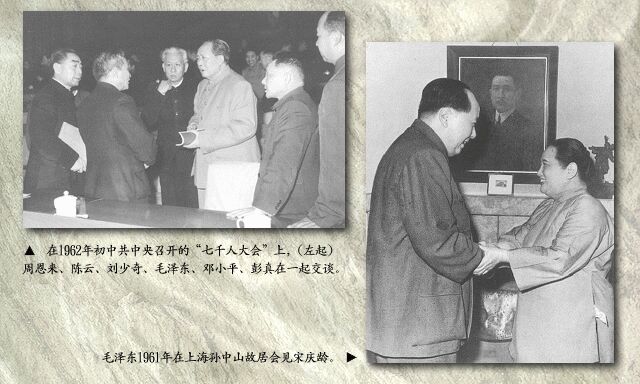 ▲ 在1962年初中共中央召开的“七千人大会”上，(左起)
周恩来、陈云、刘少奇、毛泽东、邓小平、彭真在一起交谈。
毛泽东1961年在上海孙中山故居会见宋庆龄。 ▶